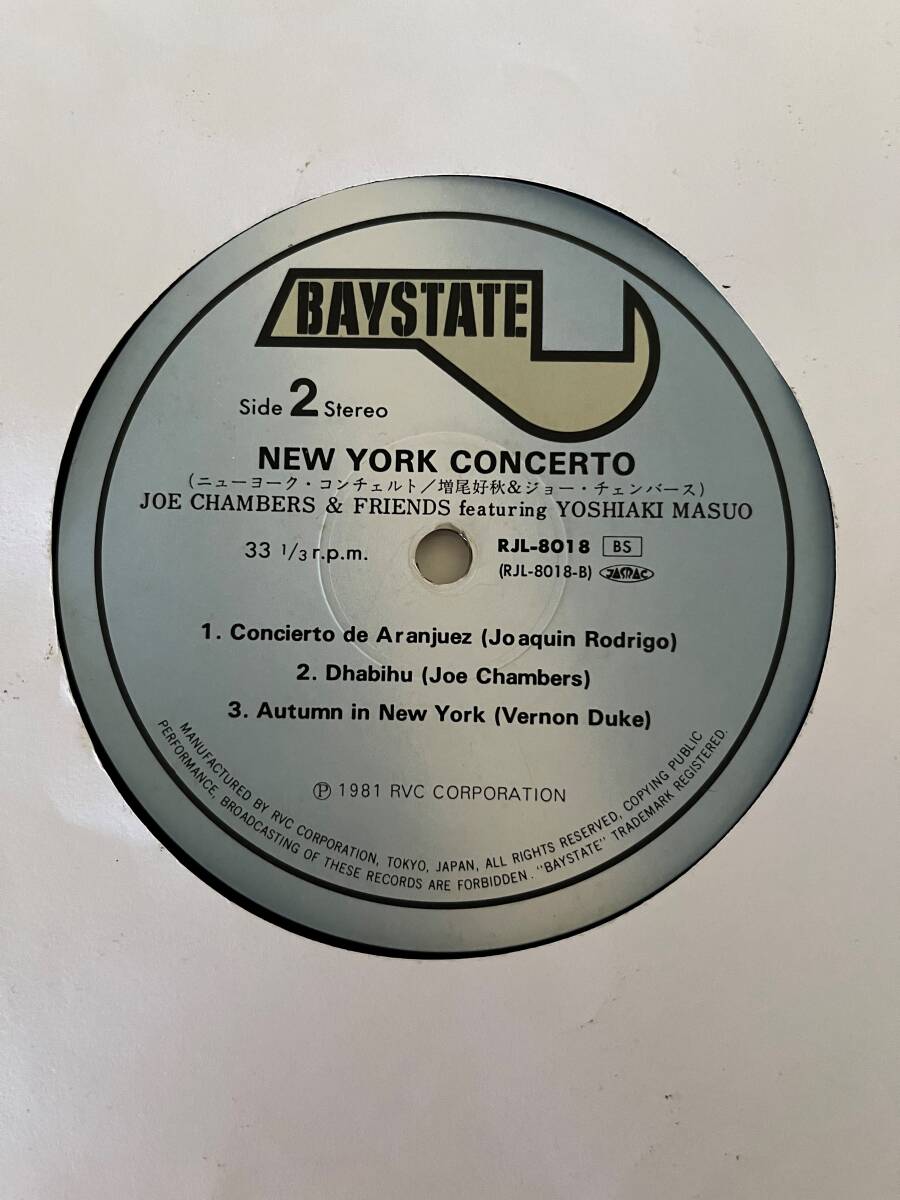 BAYSTATE
Side 2 Stereo
NEW YORK CONCERTO
(ニューヨーク・コンチェルト/増尾好秋&ジョー・チェンバース)
JOE CHAMBERS & FRIENDS featuring YOSHIAKI MASUO
33 1/3 r.p.m.
RJL-8018 BS
(RJL-8018-B) JASRAC
1. Concierto de Aranjuez (Joaquin Rodrigo)
2. Dhabihu (Joe Chambers)
3. Autumn in New York (Vernon Duke)
Ⓟ 1981 RVC CORPORATION
MANUFACTURED BY RVC CORPORATION, TOKYO, JAPAN, ALL RIGHTS RESERVED, COPYING PUBLIC
PERFORMANCE, BROADCASTING OF THESE RECORDS ARE FORBIDDEN. "BAYSTATE" TRADEMARK REGISTERED.